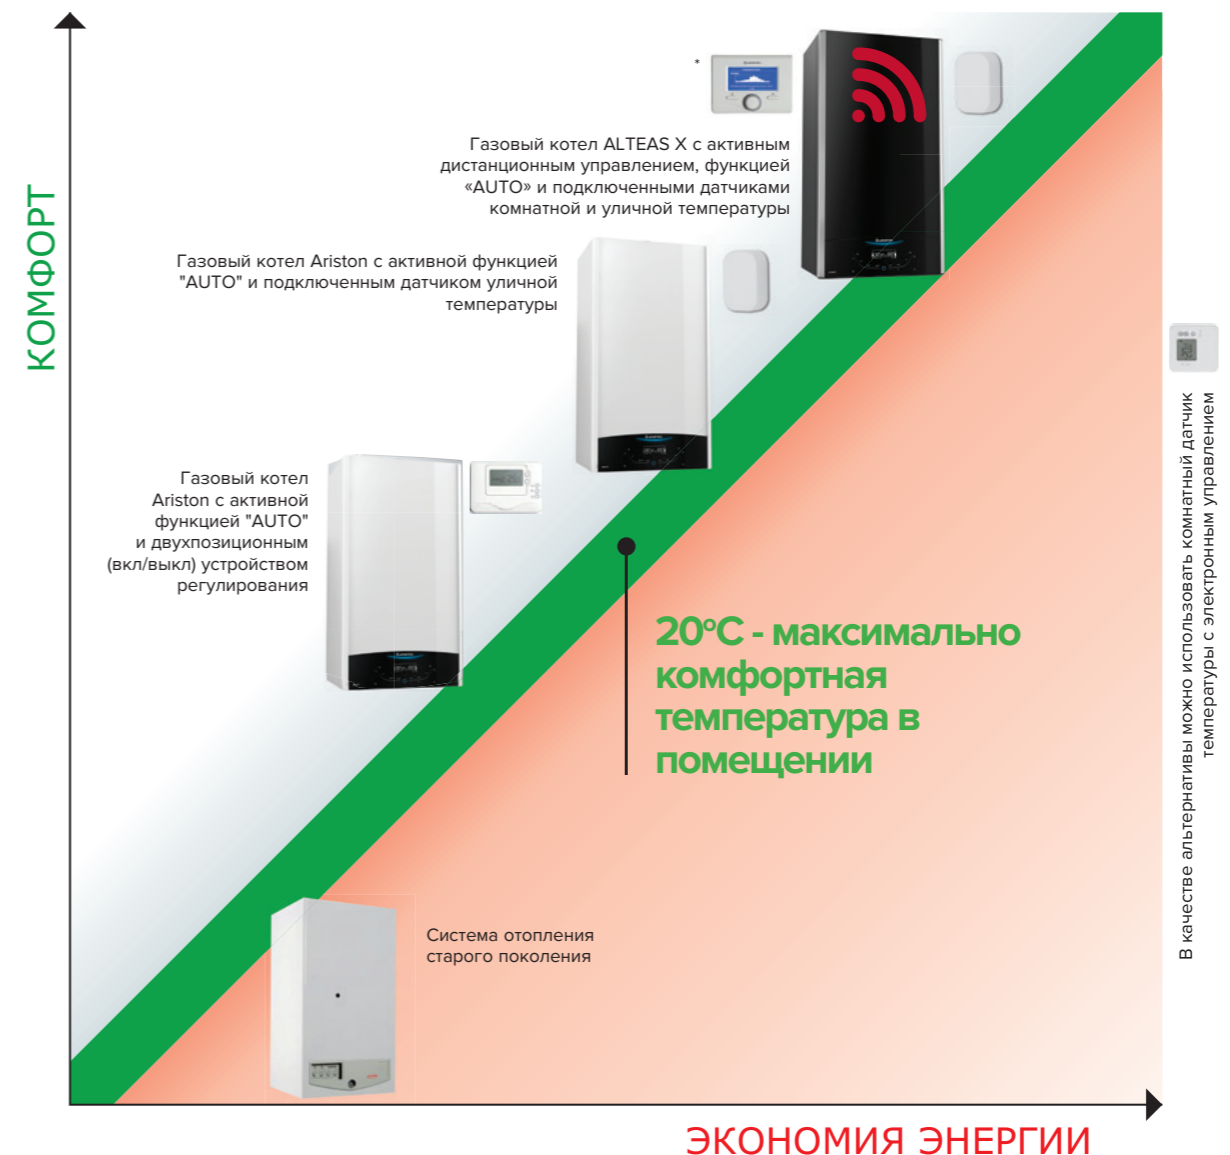 *
Газовый котел ALTEAS X с активным
дистанционным управлением, функцией
«AUTO» и подключенными датчиками
комнатной и уличной температуры
КОМФОРТ
Газовый котел Ariston с активной функцией
"AUTO" и подключенным датчиком уличной
температуры
Газовый котел
Ariston с активной
функцией "AUTO"
и двухпозиционным
(вкл/выкл) устройством
регулирования
20°С - максимально
комфортная
температура в
помещении
Система отопления
старого поколения
В качестве альтернативы можно использовать комнатный датчик
температуры с электронным управлением
ЭКОНОМИЯ ЭНЕРГИИ